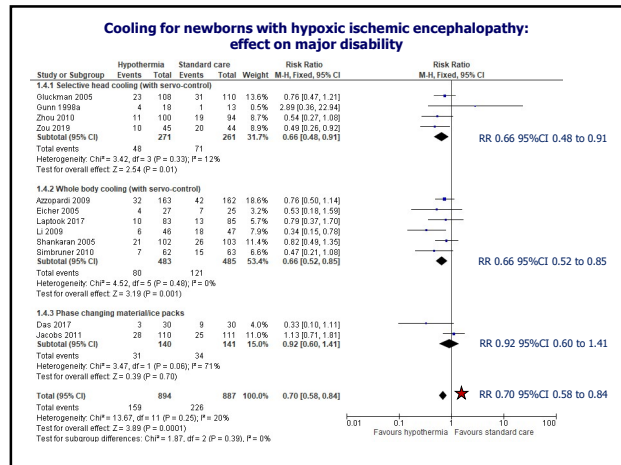 Cooling for newborns with hypoxic ischemic encephalopathy:
effect on major disability
Hypothermia Standard care Risk Ratio Risk Ratio
Study or Subgroup Events Total Events Total Weight M-H, Fixed, 95% CI M-H, Fixed, 95% CI
1.4.1 Selective head cooling (with servo-control)
Gluckman 2005 23 108 31 110 13.6% 0.76 [0.47, 1.21]
Gunn 1998a 4 18 1 13 0.5% 2.89 [0.36, 22.94]
Zhou 2010 11 100 19 94 8.7% 0.54 [0.27, 1.08]
Zou 2019 10 45 20 44 9.0% 0.49 [0.26, 0.92]
Subtotal (95% CI) 271 261 31.7% 0.66 [0.48, 0.91] RR 0.66 95%CI 0.48 to 0.91
Total events 48 71
Heterogeneity: Chi² = 3.42, df = 3 (P = 0.33); I² = 12%
Test for overall effect: Z = 2.54 (P = 0.01)
1.4.2 Whole body cooling (with servo-control)
Azzopardi 2009 32 163 42 162 18.6% 0.76 [0.50, 1.14]
Eicher 2005 4 27 7 25 3.2% 0.53 [0.18, 1.59]
Laptook 2017 10 83 13 85 5.7% 0.79 [0.37, 1.70]
Li 2009 6 46 18 47 7.9% 0.34 [0.15, 0.78]
Shankaran 2005 21 102 26 103 11.4% 0.82 [0.49, 1.35]
Simbruner 2010 7 62 15 63 6.6% 0.47 [0.21, 1.08]
Subtotal (95% CI) 483 485 53.4% 0.66 [0.52, 0.85] RR 0.66 95%CI 0.52 to 0.85
Total events 80 121
Heterogeneity: Chi² = 4.52, df = 5 (P = 0.48); I² = 0%
Test for overall effect: Z = 3.19 (P = 0.001)
1.4.3 Phase changing material/ice packs
Das 2017 3 30 9 30 4.0% 0.33 [0.10, 1.11]
Jacobs 2011 28 110 25 111 11.0% 1.13 [0.71, 1.81]
Subtotal (95% CI) 140 141 15.0% 0.92 [0.60, 1.41] RR 0.92 95%CI 0.60 to 1.41
Total events 31 34
Heterogeneity: Chi² = 3.47, df = 1 (P = 0.06); I² = 71%
Test for overall effect: Z = 0.39 (P = 0.70)
Total (95% CI) 894 887 100.0% 0.70 [0.58, 0.84] RR 0.70 95%CI 0.58 to 0.84
Total events 159 226
Heterogeneity: Chi² = 13.67, df = 11 (P = 0.25); I² = 20%
Test for overall effect: Z = 3.89 (P = 0.0001)
Test for subgroup differences: Chi² = 1.87, df = 2 (P = 0.39), I² = 0%
0.01 0.1 1 10 100
Favours hypothermia Favours standard care